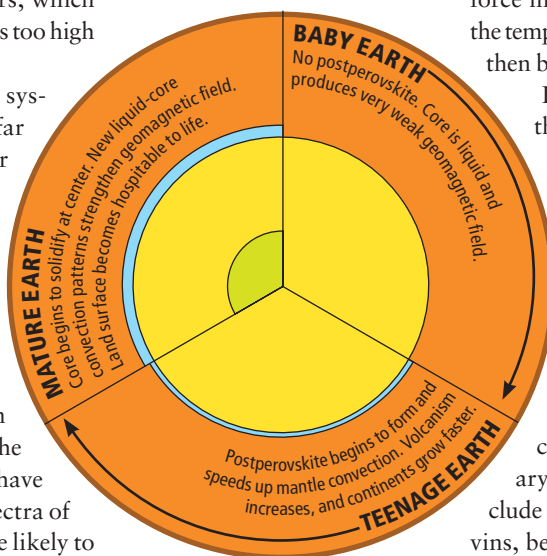 rs, which
s too high
sys-
far
r
n
he
have
ectra of
e likely to
BABY EARTH
No postperovskite. Core is liquid and
produces very weak geomagnetic field.
TEENAGE EARTH
Postperovskite begins to form and
speeds up mantle convection. Volcanism
increases, and continents grow faster.
MATURE EARTH
Core begins to solidify at center. New liquid-core
convection patterns strengthen geomagnetic field.
Land surface becomes hospitable to life.
force in
the temp
then b
th
c
ary
clude
vins, be